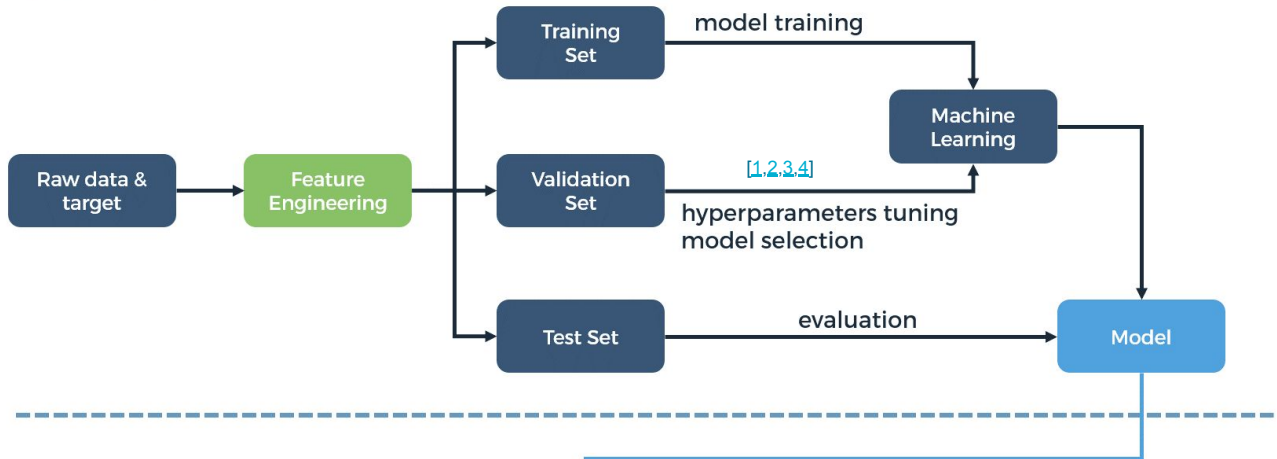 Training
Set
model training
Machine
Learning
Raw data &
target
Feature
Engineering
Validation
Set
[1,2,3,4]
hyperparameters tuning
model selection
Test Set
evaluation
Model